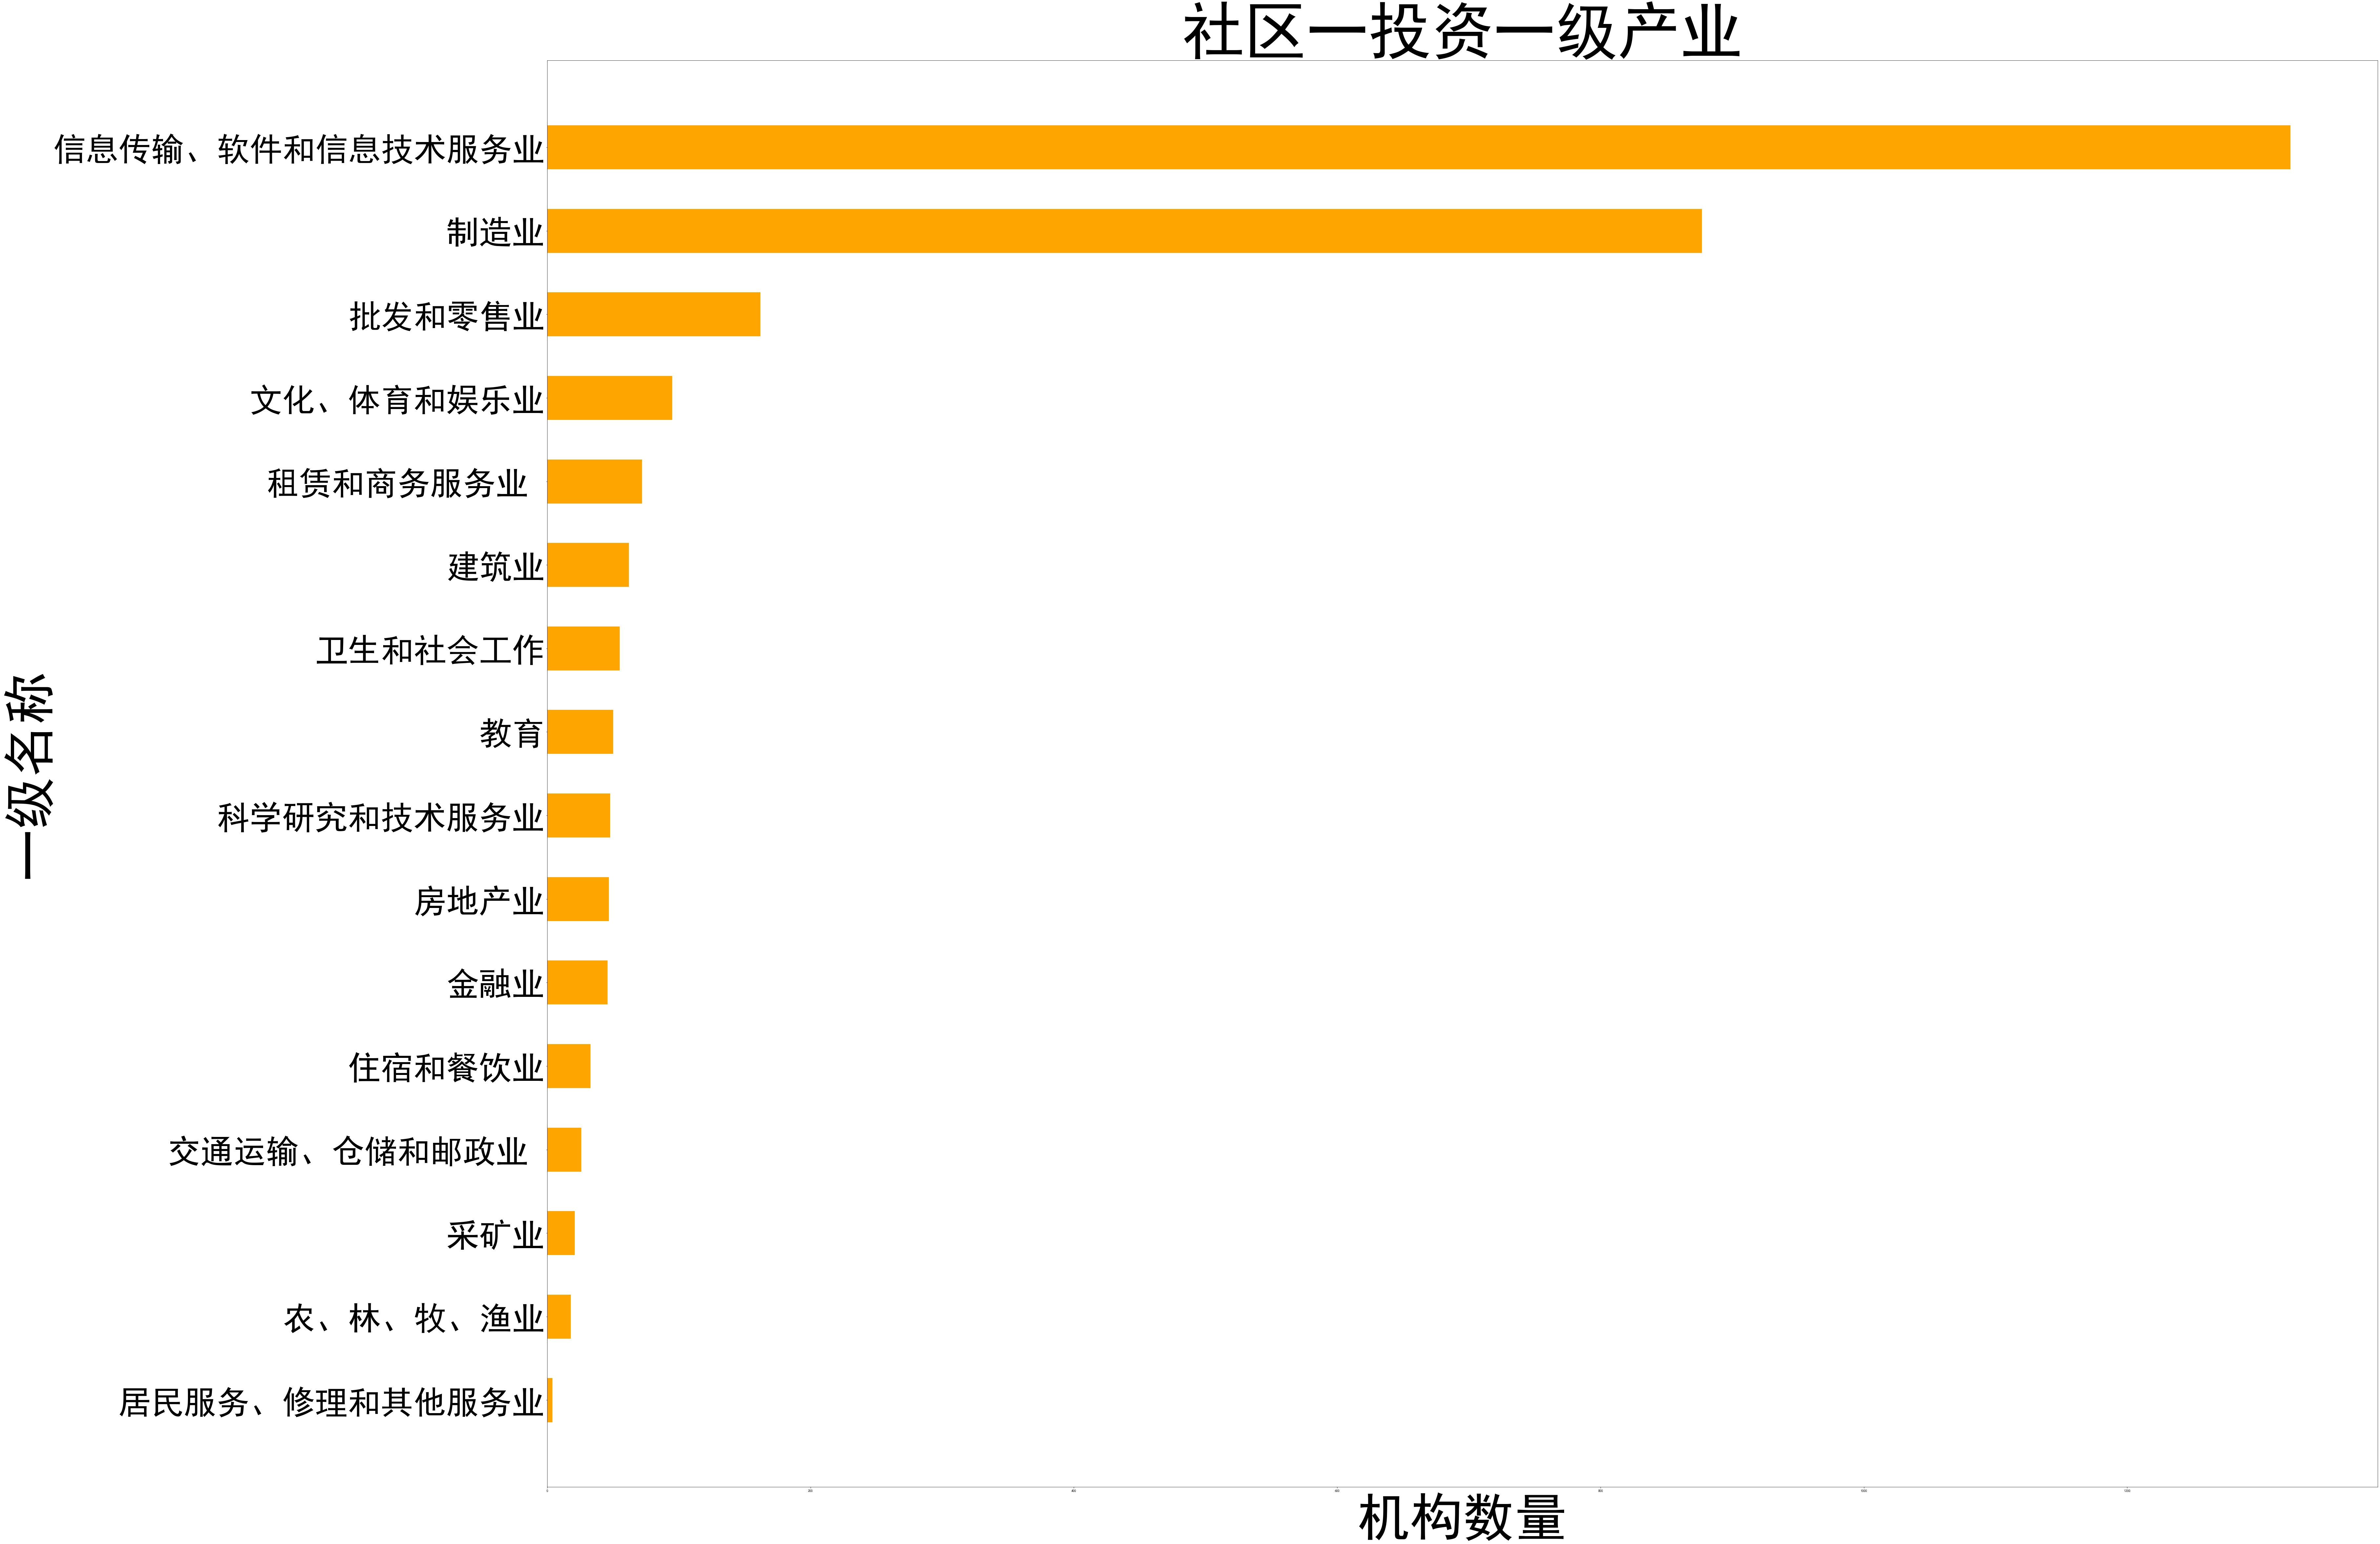 社区一投资一级产业
信息传输、软件和信息技术服务业
制造业
批发和零售业
文化、体育和娱乐业
租赁和商务服务业
建筑业
卫生和社会工作
教育
科学研究和技术服务业
房地产业
金融业
住宿和餐饮业
交通运输、仓储和邮政业
采矿业
农、林、牧、渔业
居民服务、修理和其他服务业
一级名称
机构数量